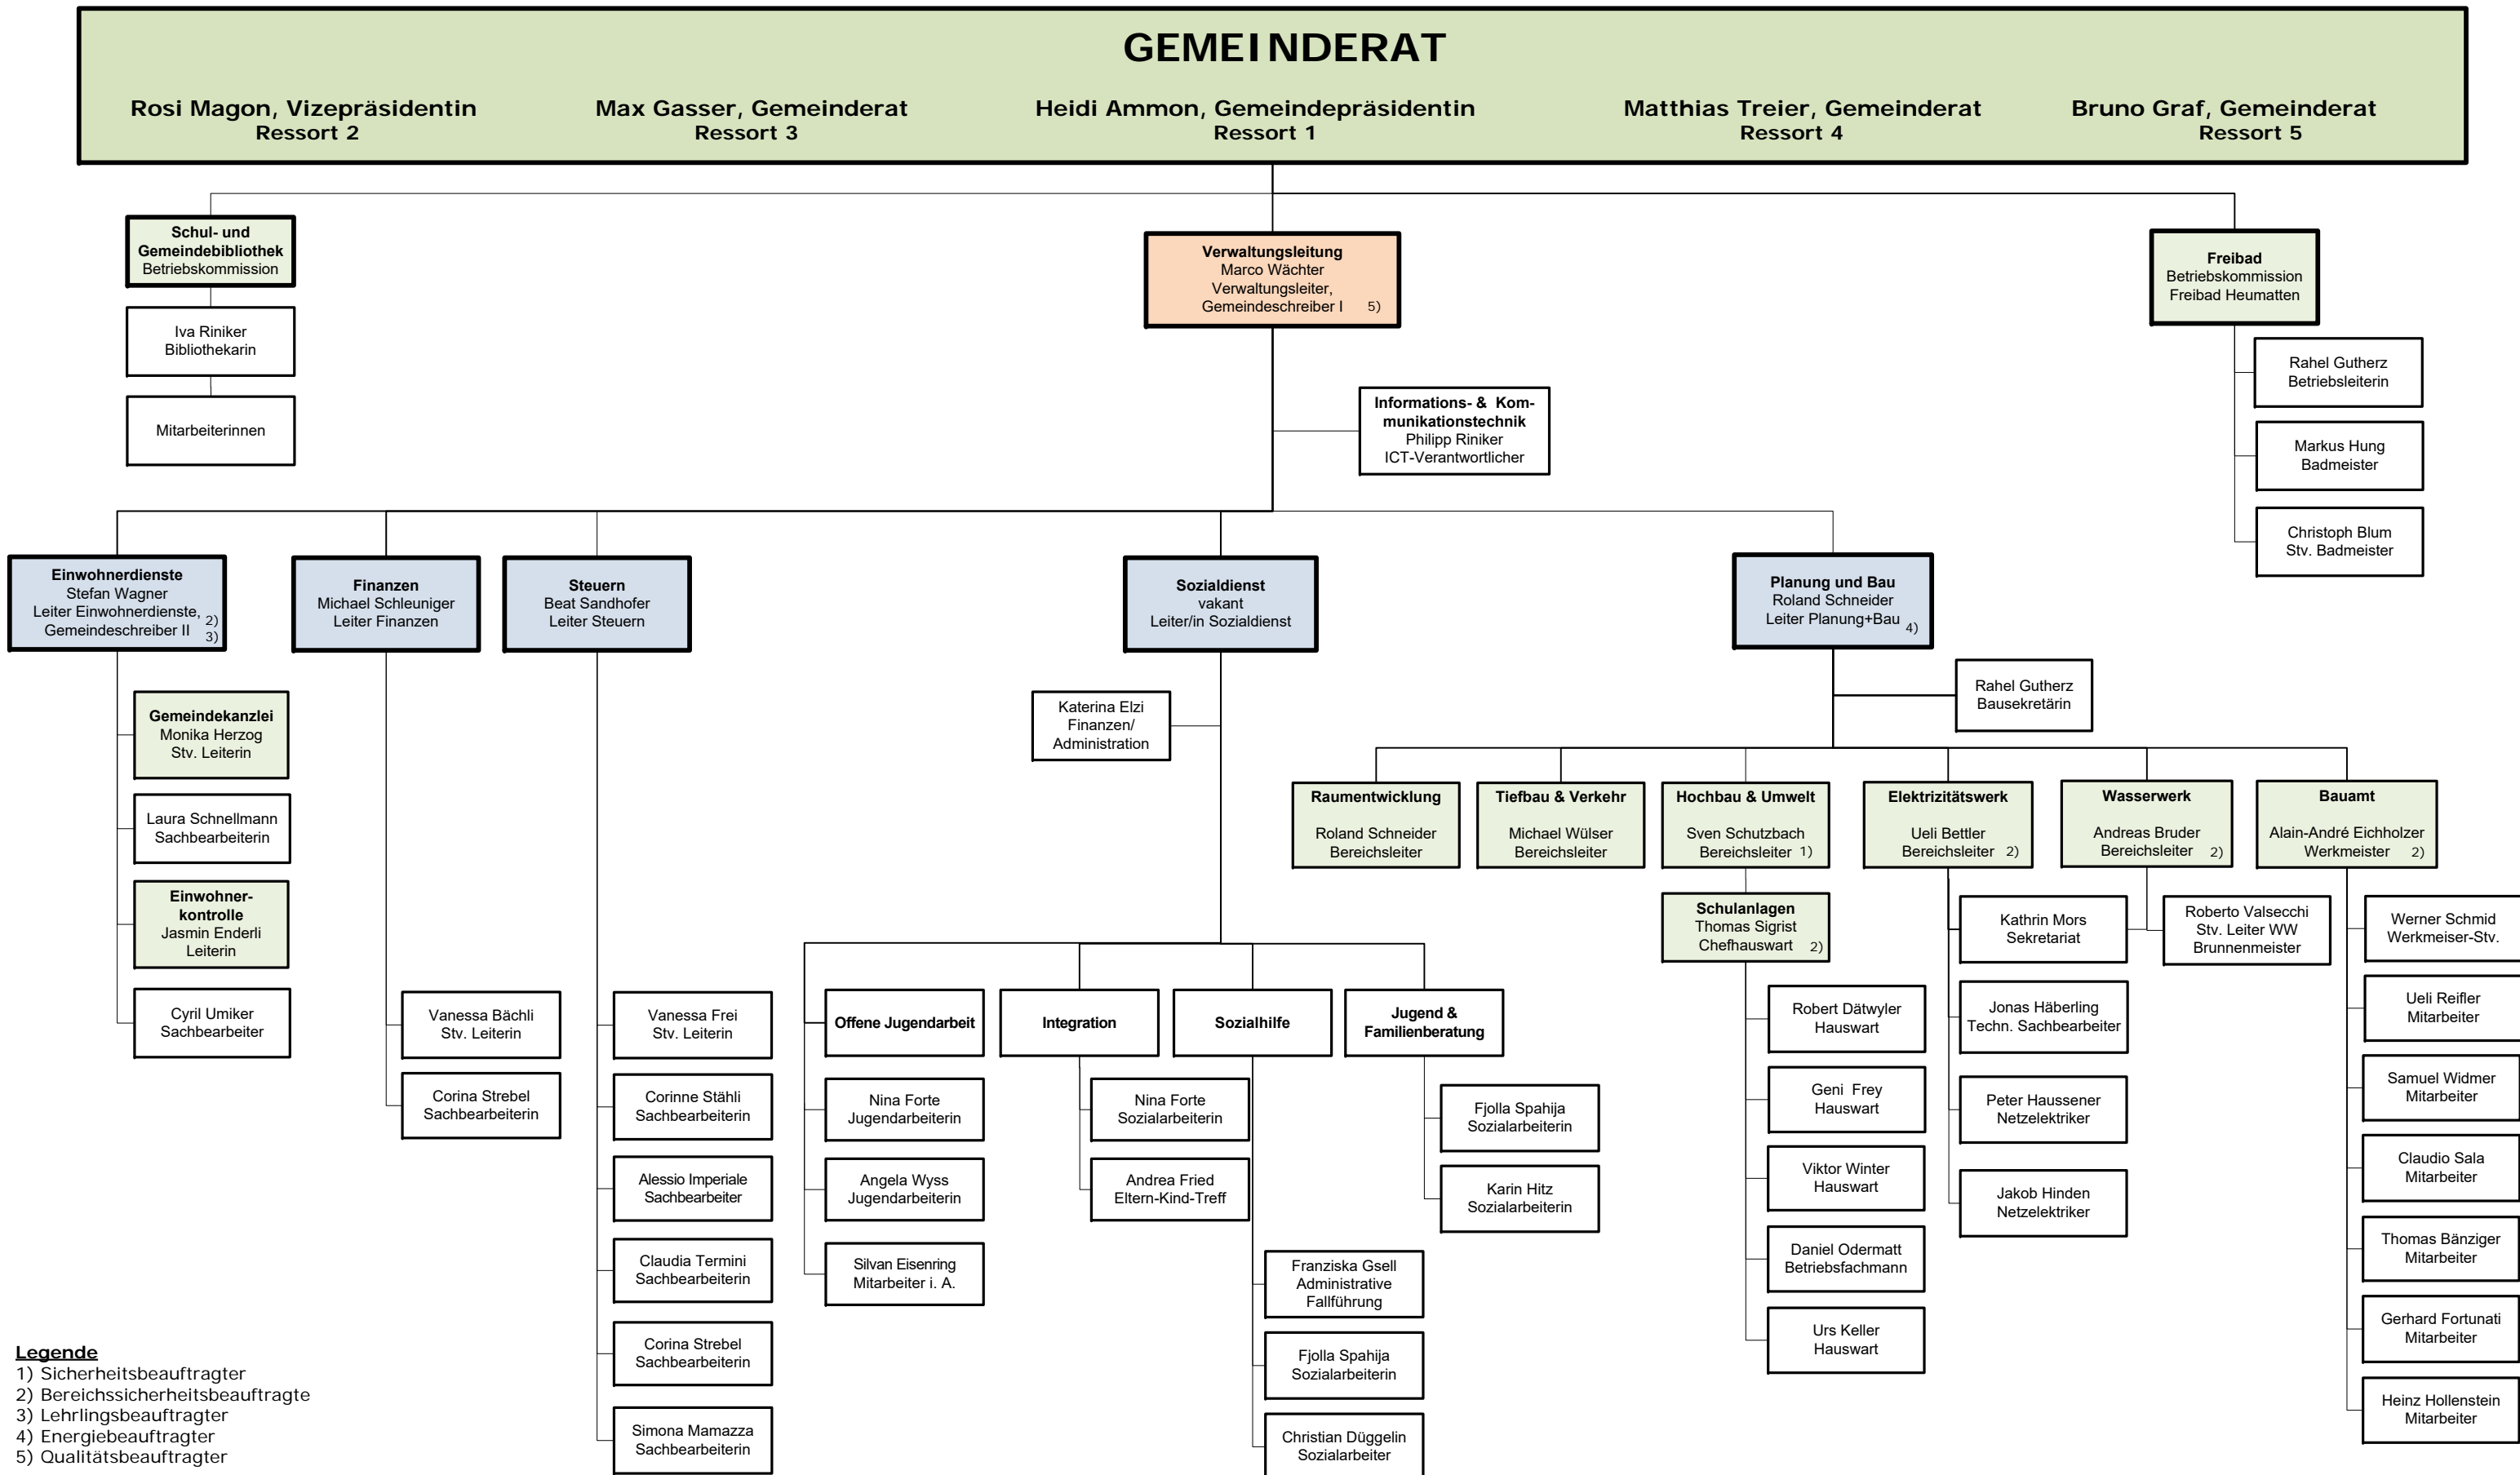 GEMEINDERAT
Rosi Magon, Vizepräsidentin
Ressort 2
Max Gasser, Gemeinderat
Ressort 3
Heidi Ammon, Gemeindepräsidentin
Ressort 1
Matthias Treier, Gemeinderat
Ressort 4
Bruno Graf, Gemeinderat
Ressort 5
Schul- und
Gemeindebibliothek
Betriebskommission
Iva Riniker
Bibliothekarin
Mitarbeiterinnen
Verwaltungsleitung
Marco Wächter
Verwaltungsleiter,
Gemeindeschreiber I 5)
Informations- & Kom-
munikationstechnik
Philipp Riniker
ICT-Verantwortlicher
Freibad
Betriebskommission
Freibad Heumatten
Rahel Gutherz
Betriebsleiterin
Markus Hung
Badmeister
Christoph Blum
Stv. Badmeister
Einwohnerdienste
Stefan Wagner
Leiter Einwohnerdienste, 2)
Gemeindeschreiber II 3)
Gemeindekanzlei
Monika Herzog
Stv. Leiterin
Laura Schnellmann
Sachbearbeiterin
Einwohner-
kontrolle
Jasmin Enderli
Leiterin
Cyril Umiker
Sachbearbeiter
Finanzen
Michael Schleuniger
Leiter Finanzen
Vanessa Bächli
Stv. Leiterin
Corina Strebel
Sachbearbeiterin
Steuern
Beat Sandhofer
Leiter Steuern
Vanessa Frei
Stv. Leiterin
Corinne Stähli
Sachbearbeiterin
Alessio Imperiale
Sachbearbeiter
Claudia Termini
Sachbearbeiterin
Corina Strebel
Sachbearbeiterin
Simona Mamazza
Sachbearbeiterin
Sozialdienst
vakant
Leiter/in Sozialdienst
Katerina Elzi
Finanzen/
Administration
Offene Jugendarbeit
Nina Forte
Jugendarbeiterin
Angela Wyss
Jugendarbeiterin
Silvan Eisenring
Mitarbeiter i. A.
Integration
Nina Forte
Sozialarbeiterin
Andrea Fried
Eltern-Kind-Treff
Sozialhilfe
Franziska Gsell
Administrative
Fallführung
Fjolla Spahija
Sozialarbeiterin
Christian Düggelin
Sozialarbeiter
Jugend &
Familienberatung
Fjolla Spahija
Sozialarbeiterin
Karin Hitz
Sozialarbeiterin
Planung und Bau
Roland Schneider
Leiter Planung+Bau 4)
Rahel Gutherz
Bausekretärin
Raumentwicklung
Roland Schneider
Bereichsleiter
Tiefbau & Verkehr
Michael Wülser
Bereichsleiter
Hochbau & Umwelt
Sven Schutzbach
Bereichsleiter 1)
Schulanlagen
Thomas Sigrist
Chefhauswart 2)
Robert Dätwyler
Hauswart
Geni Frey
Hauswart
Viktor Winter
Hauswart
Daniel Odermatt
Betriebsfachmann
Urs Keller
Hauswart
Elektrizitätswerk
Ueli Bettler
Bereichsleiter 2)
Kathrin Mors
Sekretariat
Jonas Häberling
Techn. Sachbearbeiter
Peter Haussener
Netzelektriker
Jakob Hinden
Netzelektriker
Wasserwerk
Andreas Bruder
Bereichsleiter 2)
Roberto Valsecchi
Stv. Leiter WW
Brunnenmeister
Bauamt
Alain-André Eichholzer
Werkmeister 2)
Werner Schmid
Werkmeiser-Stv.
Ueli Reifler
Mitarbeiter
Samuel Widmer
Mitarbeiter
Claudio Sala
Mitarbeiter
Thomas Bänziger
Mitarbeiter
Gerhard Fortunati
Mitarbeiter
Heinz Hollenstein
Mitarbeiter
Legende
1) Sicherheitsbeauftragter
2) Bereichssicherheitsbeauftragte
3) Lehrlingsbeauftragter
4) Energiebeauftragter
5) Qualitätsbeauftragter